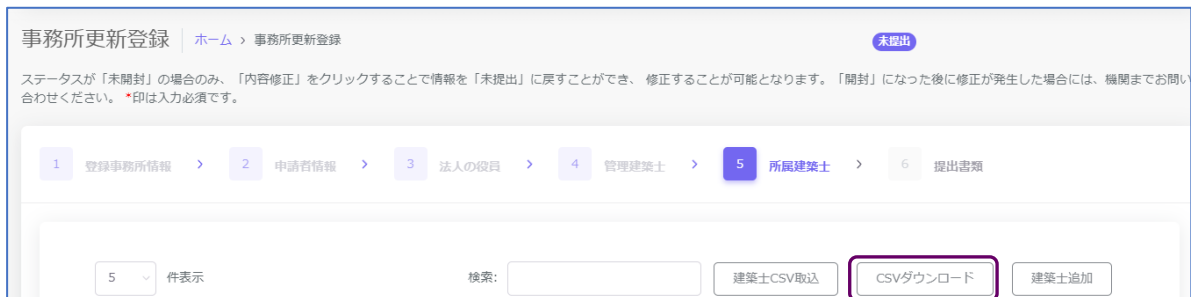 事務所更新登録 ホーム > 事務所更新登録 未提出
ステータスが「未開封」の場合のみ、「内容修正」をクリックすることで情報を「未提出」に戻すことができ、 修正することが可能となります。「開封」になった後に修正が発生した場合には、機関までお問い
合わせください。 *印は入力必須です。
1 登録事務所情報 > 2 申請者情報 > 3 法人の役員 > 4 管理建築士 > 5 所属建築士 > 6 提出書類
5 件表示 検索: 建築士CSV取込 CSVダウンロード 建築士追加